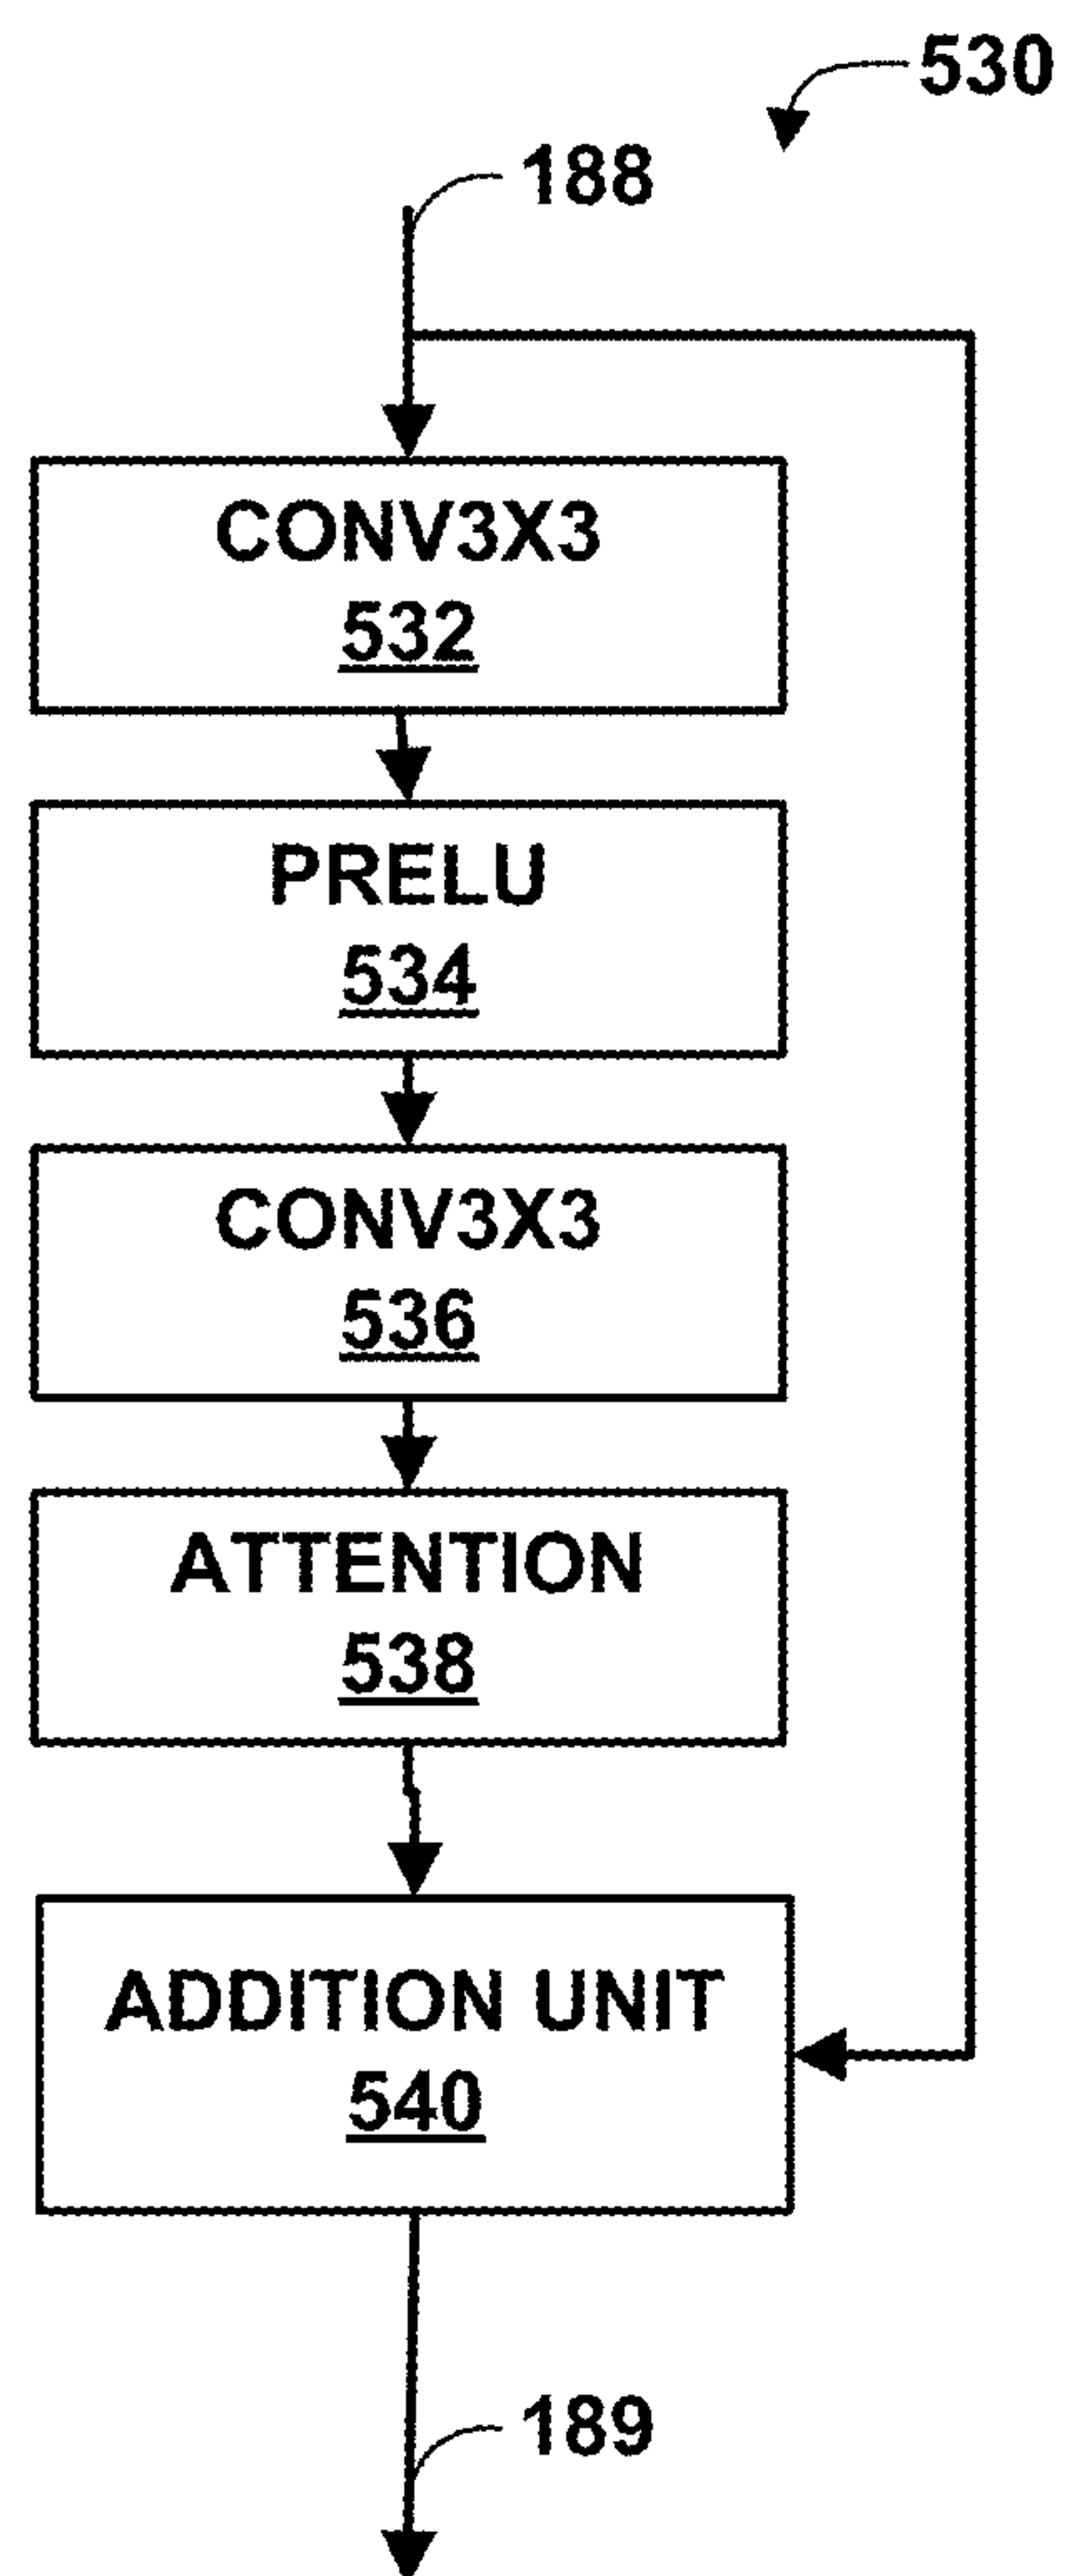 530
188
CONV3X3
532
PRELU
534
CONV3X3
536
ATTENTION
538
ADDITION UNIT
540
189